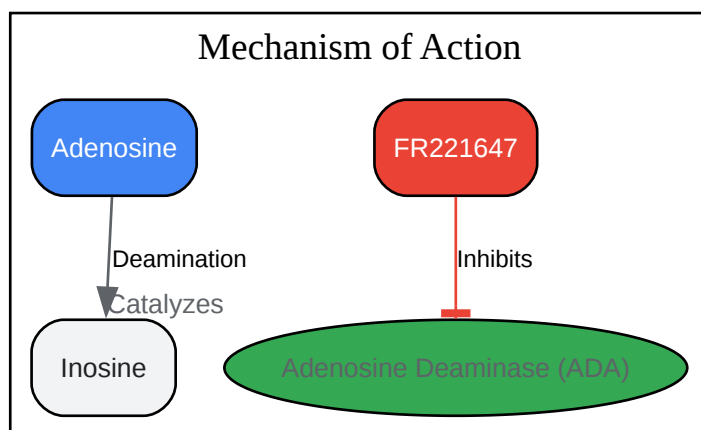 Mechanism of Action
Adenosine
FR221647
Deamination
Inhibits
Catalyzes
Inosine
Adenosine Deaminase (ADA)